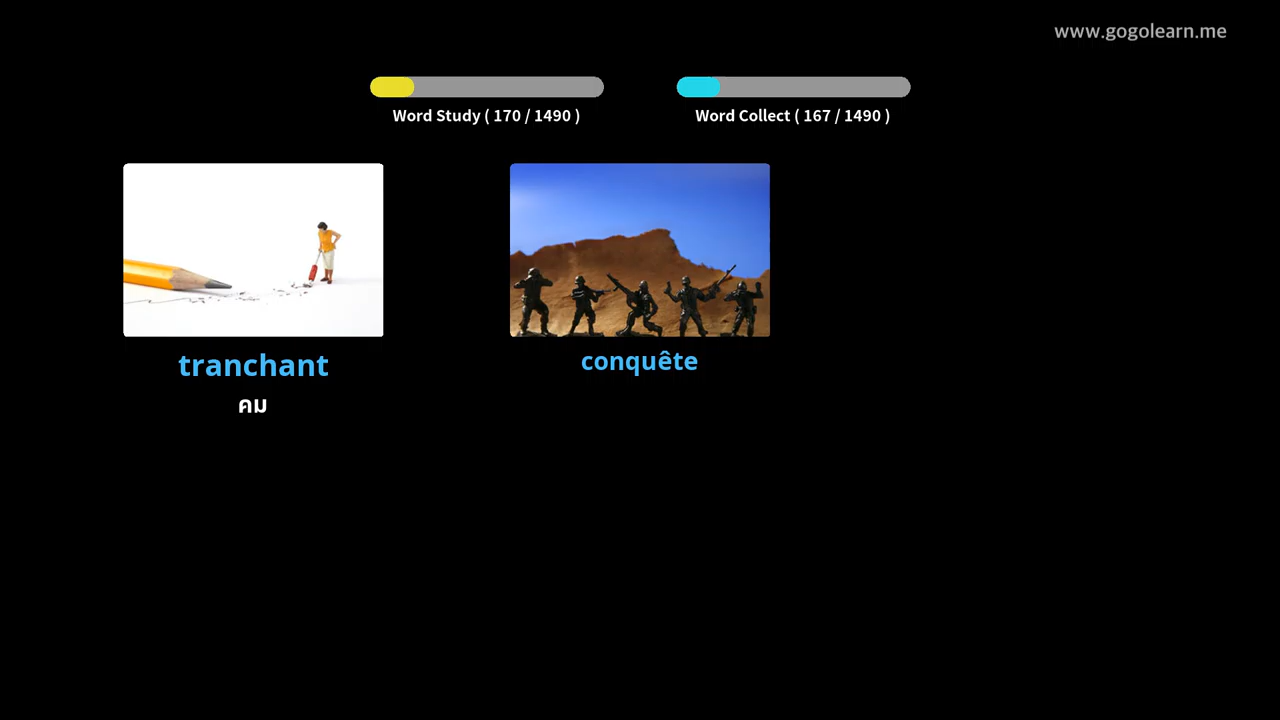 www.gogolearn.me
Word Study ( 170 / 1490 )
Word Collect ( 167 / 1490 )
tranchant
conquête
คม